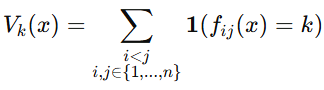 V_k(x) = \sum_{\substack{i<j \\ i,j \in \{1,\ldots,n\}}} \mathbf{1}(f_{ij}(x) = k)